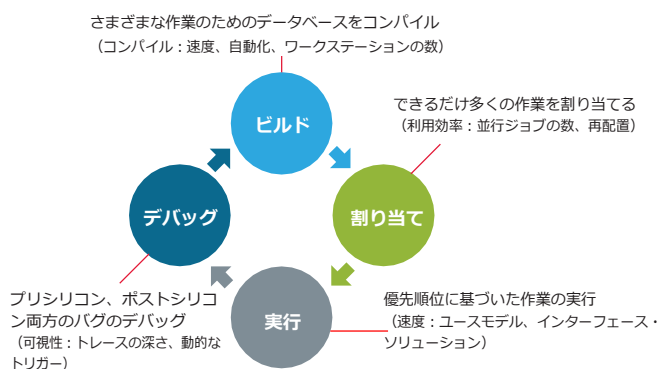 さまざまな作業のためのデータベースをコンパイル
（コンパイル：速度、自動化、ワークステーションの数）
ビルド
できるだけ多くの作業を割り当てる
（利用効率：並行ジョブの数、再配置）
デバッグ
割り当て
プリシリコン、ポストシリコ
ン両方のバグのデバッグ
（可視性：トレースの深さ、動的な
トリガー）
実行
優先順位に基づいた作業の実行
（速度：ユースモデル、インターフェース・
ソリューション）